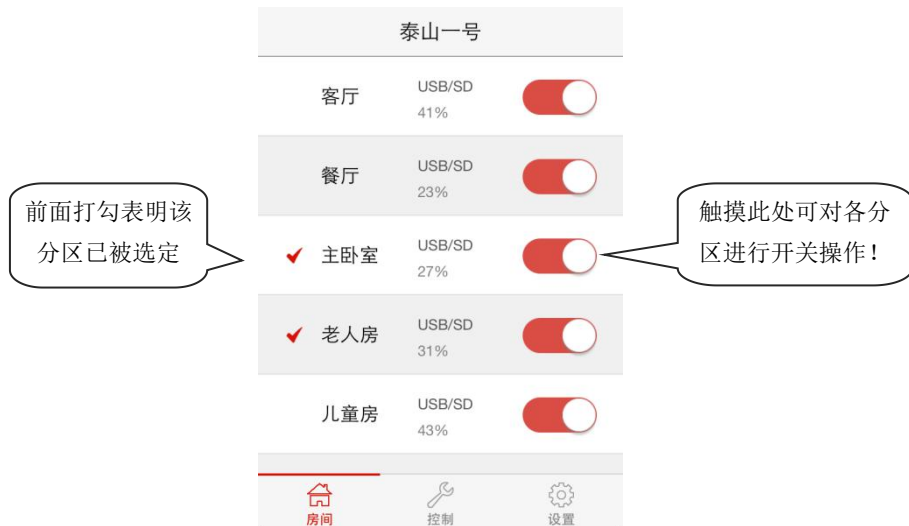 泰山一号
客厅
USB/SD
41%
餐厅
USB/SD
23%
前面打勾表明该
分区已被选定
主卧室
USB/SD
27%
触摸此处可对各分
区进行开关操作！
老人房
USB/SD
31%
儿童房
USB/SD
43%
房间
控制
设置